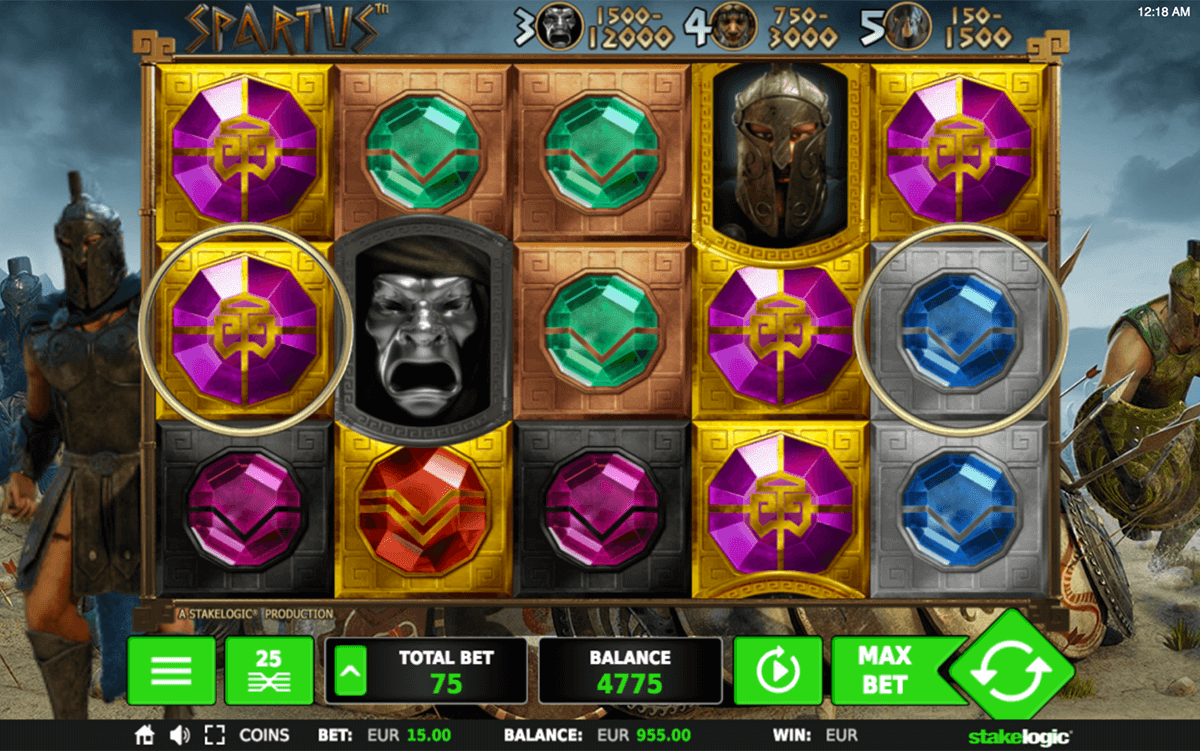 12:18 AM
SPARTUS™
3 1500-12000
4 750-3000
5 150-1500
A STAKELOGIC® PRODUCTION
25
TOTAL BET
75
BALANCE
4775
MAX
BET
COINS BET: EUR 15.00 BALANCE: EUR 955.00 WIN: EUR
stakelogic®